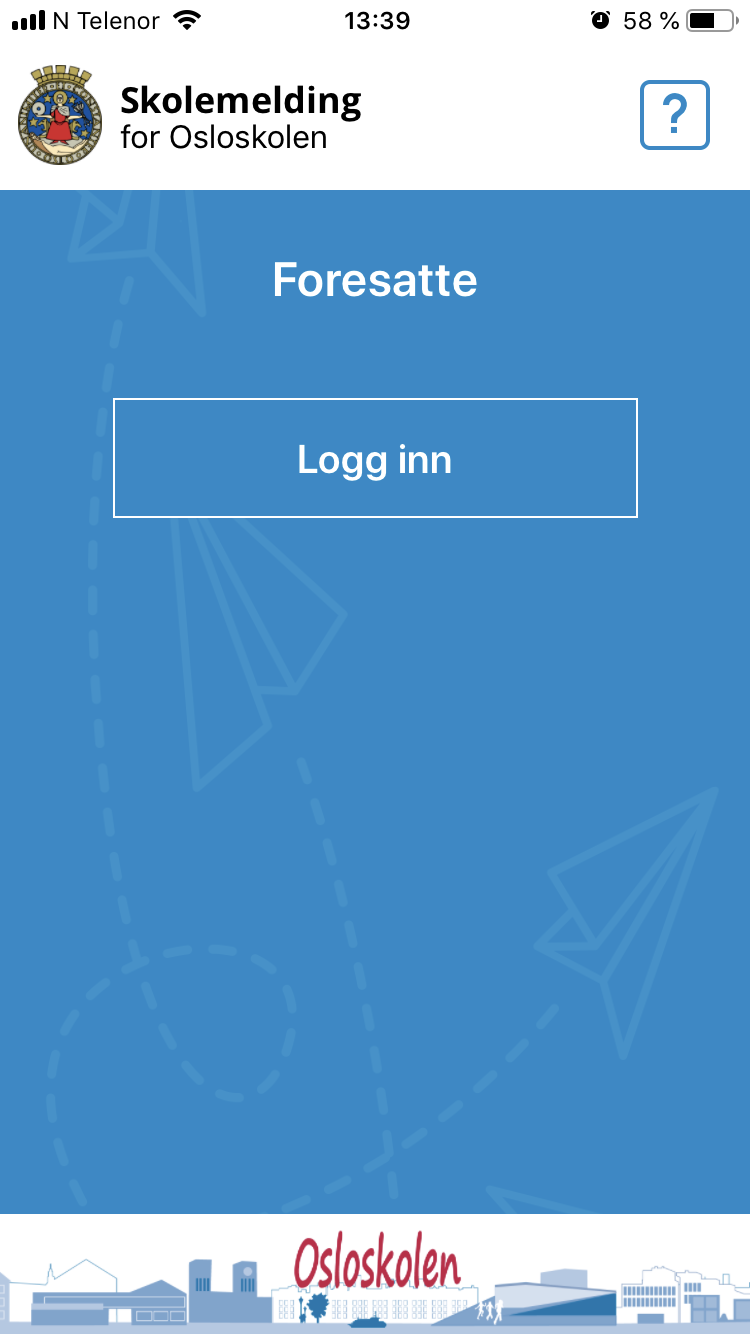 N Telenor 13:39 58 %
Skolemelding
for Osloskolen
?
Foresatte
Logg inn
Osloskolen